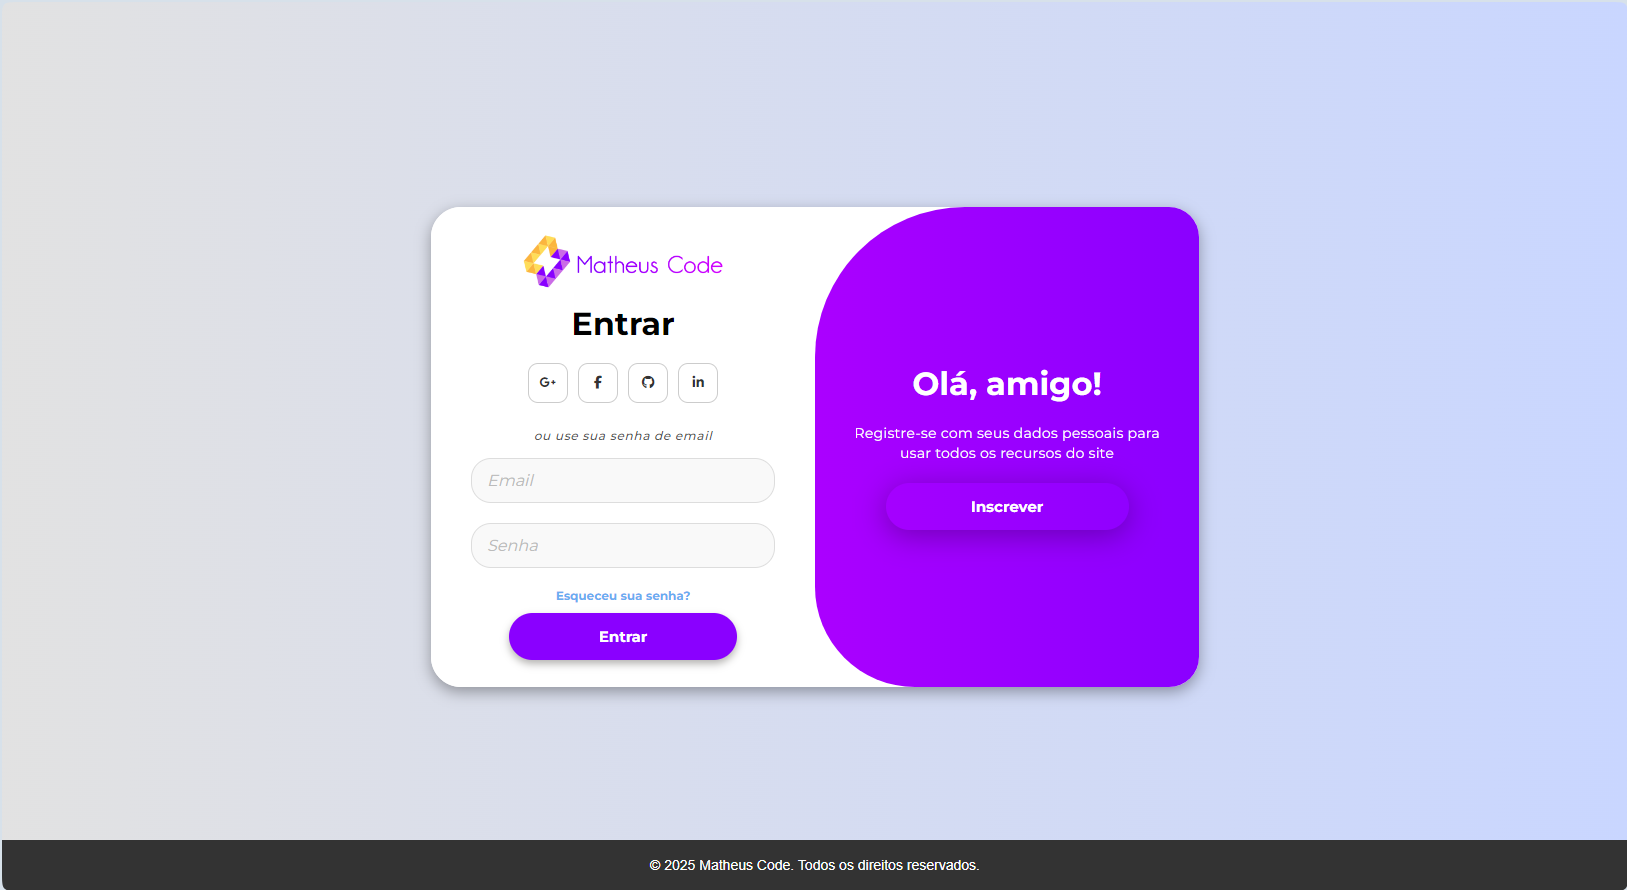 Matheus Code
Entrar
G+
f
in
ou use sua senha de email
Email
Senha
Esqueceu sua senha?
Entrar
Olá, amigo!
Registre-se com seus dados pessoais para
usar todos os recursos do site
Inscrever
© 2025 Matheus Code. Todos os direitos reservados.